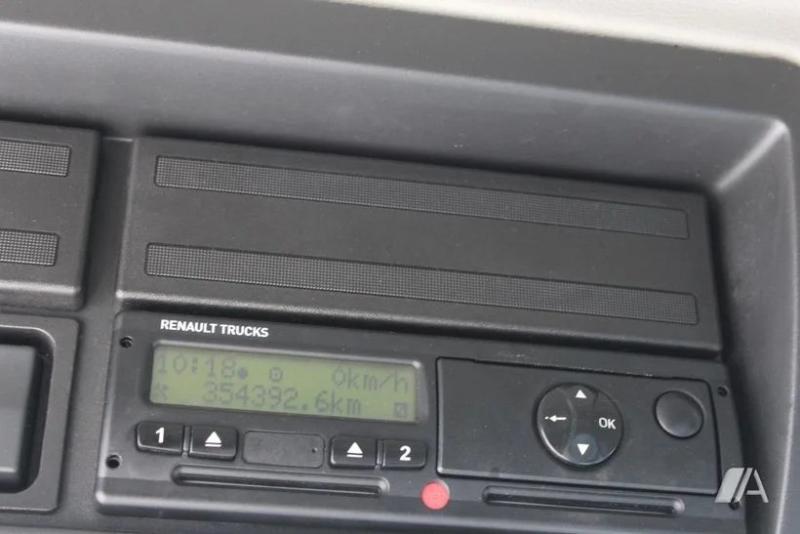 RENAULT TRUCKS
10:18 0km/h
354392.6km
1 2
OK